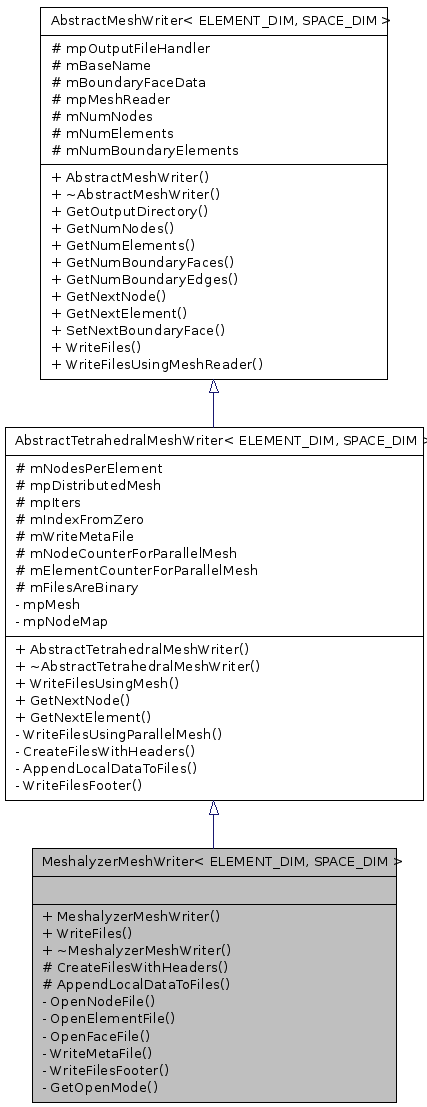 AbstractMeshWriter< ELEMENT_DIM, SPACE_DIM >
# mpOutputFileHandler
# mBaseName
# mBoundaryFaceData
# mpMeshReader
# mNumNodes
# mNumElements
# mNumBoundaryElements
+ AbstractMeshWriter()
+ ~AbstractMeshWriter()
+ GetOutputDirectory()
+ GetNumNodes()
+ GetNumElements()
+ GetNumBoundaryFaces()
+ GetNumBoundaryEdges()
+ GetNextNode()
+ GetNextElement()
+ SetNextBoundaryFace()
+ WriteFiles()
+ WriteFilesUsingMeshReader()
AbstractTetrahedralMeshWriter< ELEMENT_DIM, SPACE_DIM >
# mNodesPerElement
# mpDistributedMesh
# mpIters
# mIndexFromZero
# mWriteMetaFile
# mNodeCounterForParallelMesh
# mElementCounterForParallelMesh
# mFilesAreBinary
- mpMesh
- mpNodeMap
+ AbstractTetrahedralMeshWriter()
+ ~AbstractTetrahedralMeshWriter()
+ WriteFilesUsingMesh()
+ GetNextNode()
+ GetNextElement()
- WriteFilesUsingParallelMesh()
- CreateFilesWithHeaders()
- AppendLocalDataToFiles()
- WriteFilesFooter()
MeshalyzerMeshWriter< ELEMENT_DIM, SPACE_DIM >
+ MeshalyzerMeshWriter()
+ WriteFiles()
+ ~MeshalyzerMeshWriter()
# CreateFilesWithHeaders()
# AppendLocalDataToFiles()
- OpenNodeFile()
- OpenElementFile()
- OpenFaceFile()
- WriteMetaFile()
- WriteFilesFooter()
- GetOpenMode()